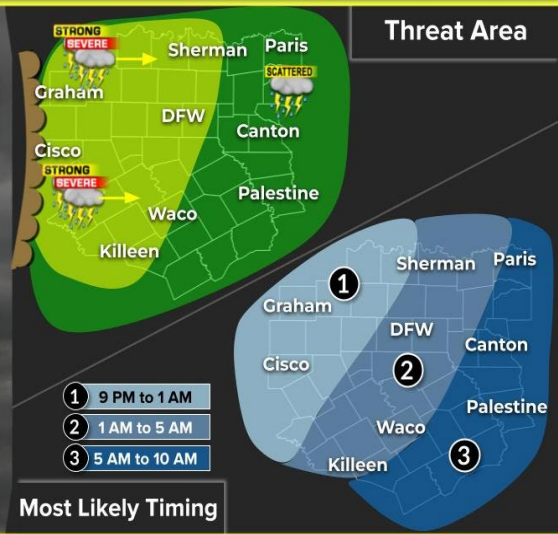 Threat Area
STRONG
SEVERE
Sherman
Paris
SCATTERED
Graham
DFW
Canton
Cisco
STRONG
SEVERE
Palestine
Waco
Killeen
1
Sherman
Paris
Graham
DFW
Canton
Cisco
2
Palestine
Waco
3
Killeen
1 9 PM to 1 AM
2 1 AM to 5 AM
3 5 AM to 10 AM
Most Likely Timing